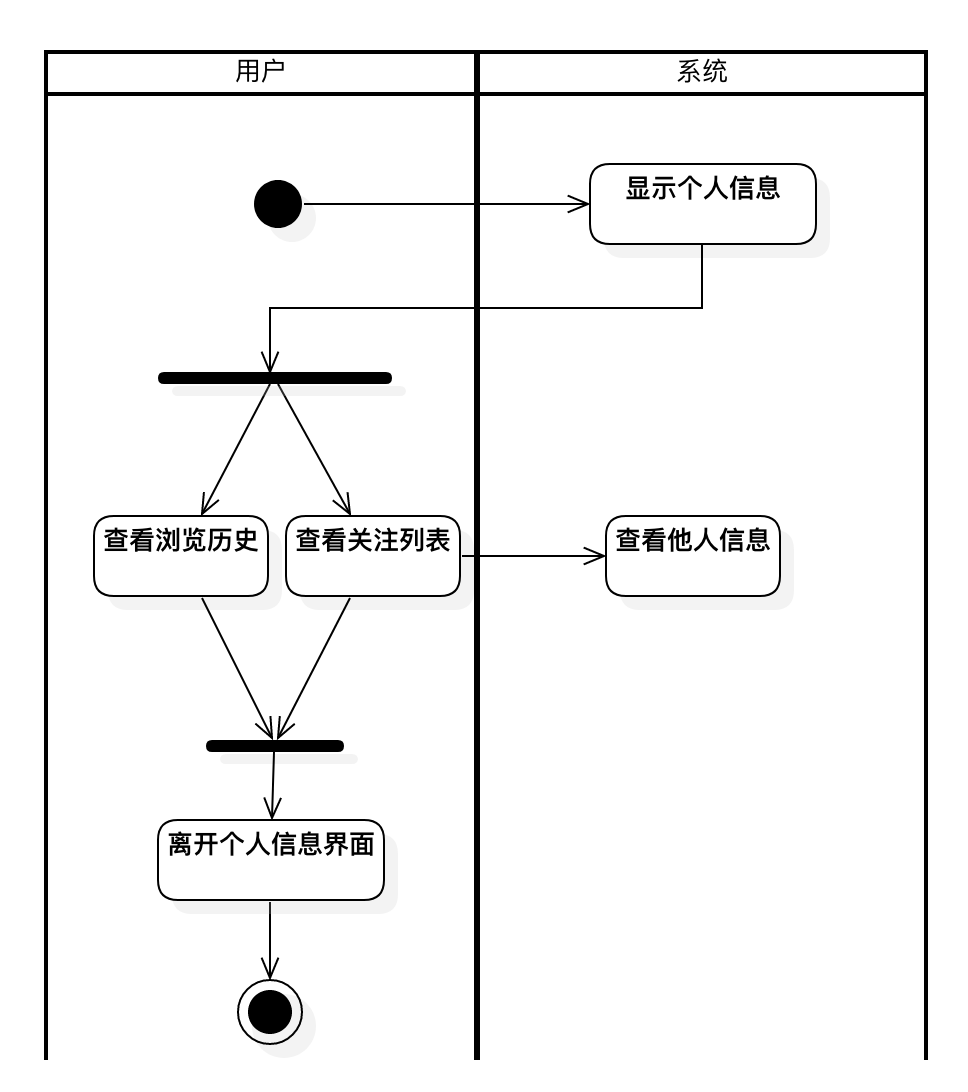 用户
系统
显示个人信息
查看浏览历史
查看关注列表
查看他人信息
离开个人信息界面